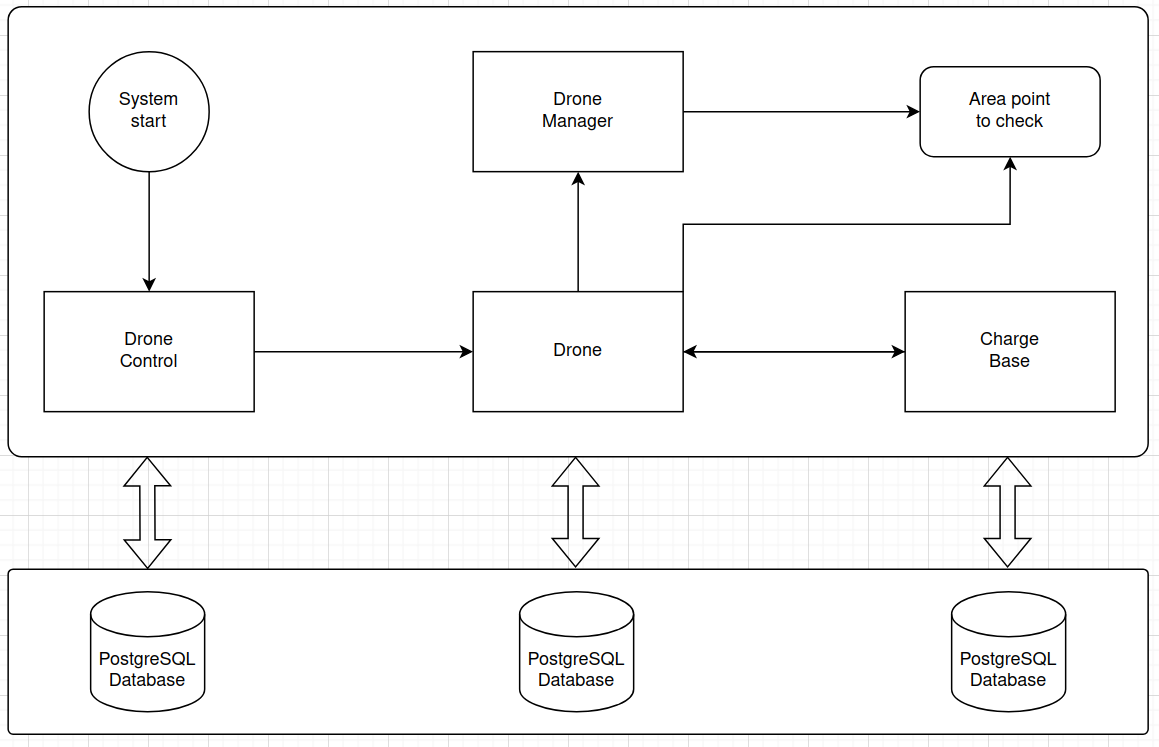 System
start
Drone
Manager
Area point
to check
Drone
Control
Drone
Charge
Base
PostgreSQL
Database
PostgreSQL
Database
PostgreSQL
Database